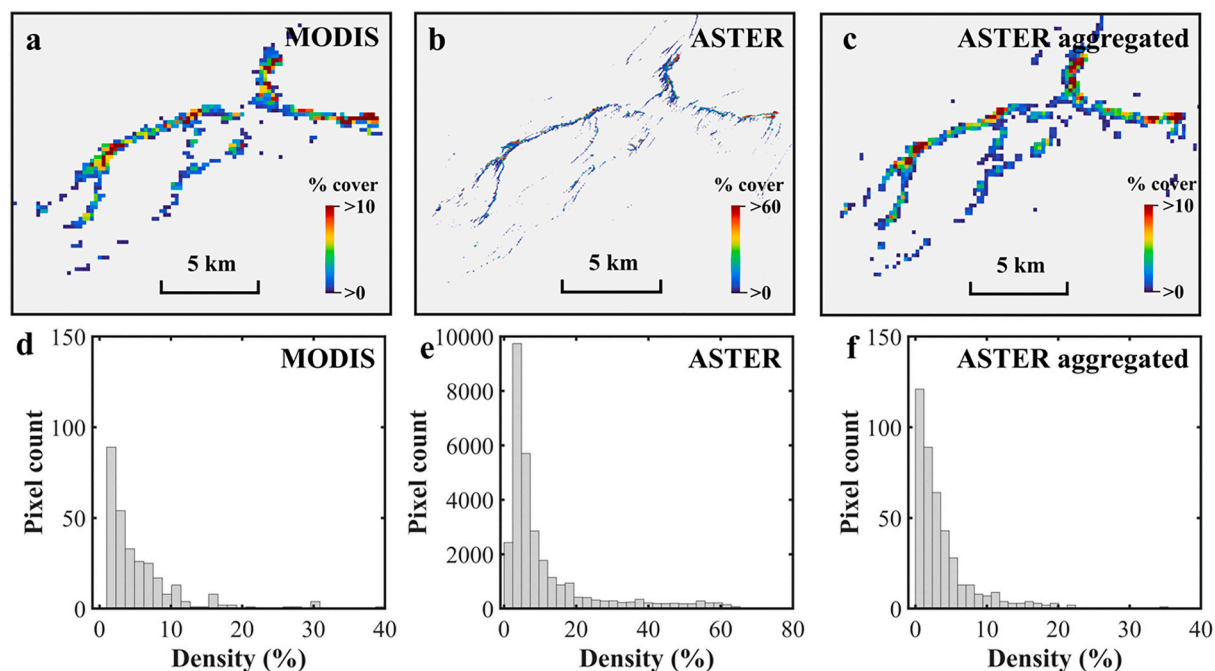 a MODIS
% cover
>10
>0
5 km
b ASTER
% cover
>60
>0
5 km
c ASTER aggregated
% cover
>10
>0
5 km
d MODIS
150
100
50
0
0 10 20 30 40
Pixel count
Density (%)
e ASTER
10000
8000
6000
4000
2000
0
0 20 40 60 80
Pixel count
Density (%)
f ASTER aggregated
150
100
50
0
0 10 20 30 40
Pixel count
Density (%)